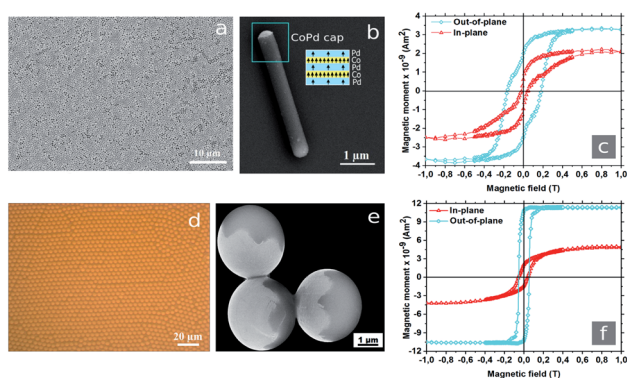 a
10 µm
b
CoPd cap
Pd
Co
Pd
Co
Pd
1 µm
Magnetic moment x 10⁻⁹ (Am²)
4
3
2
1
0
-1
-2
-3
-4
Out-of-plane
In-plane
c
-1,0 -0,8 -0,6 -0,4 -0,2 0,0 0,2 0,4 0,6 0,8 1,0
Magnetic field (T)
d
20 µm
e
1 µm
Magnetic moment x 10⁻⁹ (Am²)
12
9
6
3
0
-3
-6
-9
-12
In-plane
Out-of-plane
f
-1,0 -0,8 -0,6 -0,4 -0,2 0,0 0,2 0,4 0,6 0,8 1,0
Magnetic field (T)